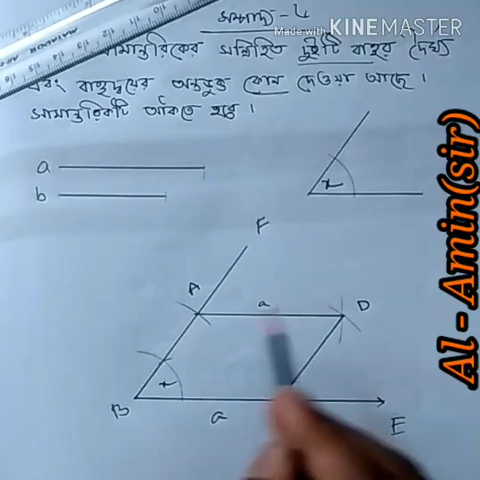 সম্পাদ্য - ৮
Made with KINEMASTER
সামান্তরিকের সন্নিহিত দুইটি বাহুর দৈর্ঘ্য
এবং বাহুদ্বয়ের অন্তর্ভুক্ত কোন দেওয়া আছে।
সামান্তরিকটি আঁকতে হবে।
a
b
x
F
A
a
D
x
B
a
E
Al - Amin(sir)